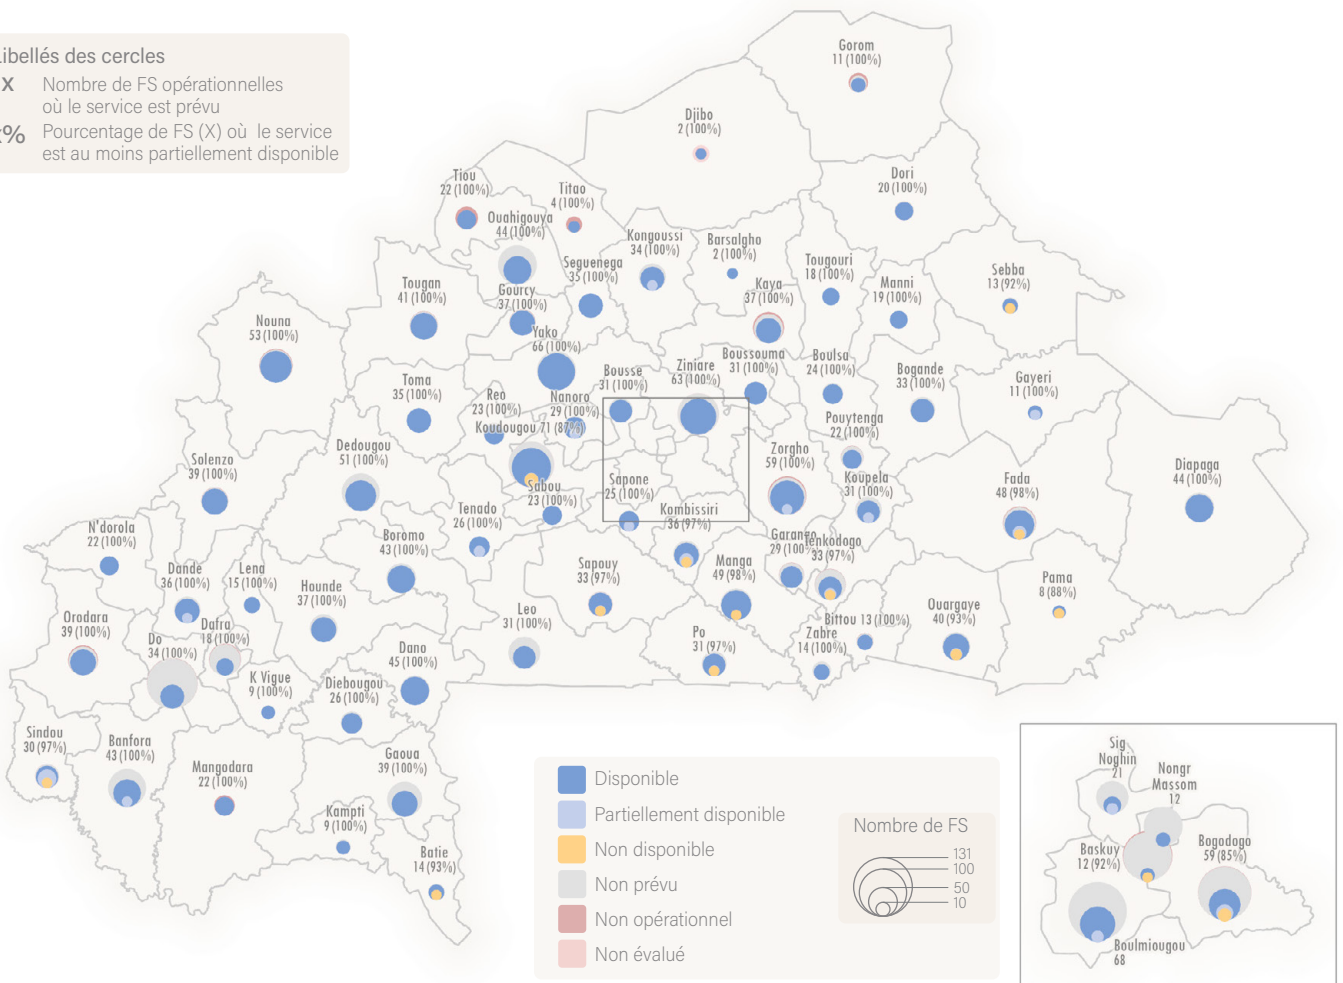 Libellés des cercles
X Nombre de FS opérationnelles
où le service est prévu
% Pourcentage de FS (X) où le service
est au moins partiellement disponible
Gorom
11 (100%)
Djibo
2 (100%)
Dori
20 (100%)
Tiou
22 (100%)
Titao
4 (100%)
Ouahigouya
44 (100%)
Kongoussi
34 (100%)
Barsalgho
2 (100%)
Tougouri
18 (100%)
Seguenega
35 (100%)
Sebba
13 (92%)
Tougan
41 (100%)
Gourcy
37 (100%)
Kaya
37 (100%)
Manni
19 (100%)
Nouna
53 (100%)
Yako
66 (100%)
Ziniare
63 (100%)
Boussouma
31 (100%)
Boulsa
24 (100%)
Bogande
33 (100%)
Gayeri
11 (100%)
Toma
35 (100%)
Reo
23 (100%)
Nanoro
29 (100%)
Bousse
31 (100%)
Koudougou 71 (87%)
Pouytenga
22 (100%)
Dedougou
51 (100%)
Solenzo
39 (100%)
Zorgho
59 (100%)
Koupela
31 (100%)
Fada
48 (98%)
Diapaga
44 (100%)
Sabou
23 (100%)
Sapone
25 (100%)
Tenado
26 (100%)
Kombissiri
36 (97%)
N'dorola
22 (100%)
Boromo
43 (100%)
Garango
29 (100%)
Tenkodogo
33 (97%)
Dande
36 (100%)
Lena
15 (100%)
Hounde
37 (100%)
Sapouy
33 (97%)
Manga
49 (98%)
Pama
8 (88%)
Orodara
39 (100%)
Dafra
18 (100%)
Do
34 (100%)
Leo
31 (100%)
Po
31 (97%)
Bittou 13 (100%)
Zabre
14 (100%)
Ouargaye
40 (93%)
Dano
45 (100%)
K Vigue
9 (100%)
Diebougou
26 (100%)
Sindou
30 (97%)
Banfora
43 (100%)
Mangodara
22 (100%)
Gaoua
39 (100%)
Kampti
9 (100%)
Batie
14 (93%)
Disponible
Partiellement disponible
Non disponible
Non prévu
Non opérationnel
Non évalué
Nombre de FS
131
100
50
10
Sig
Noghin
21
Nongr
Massom
12
Baskuy
12 (92%)
Bogodogo
59 (85%)
Boulmiougou
68